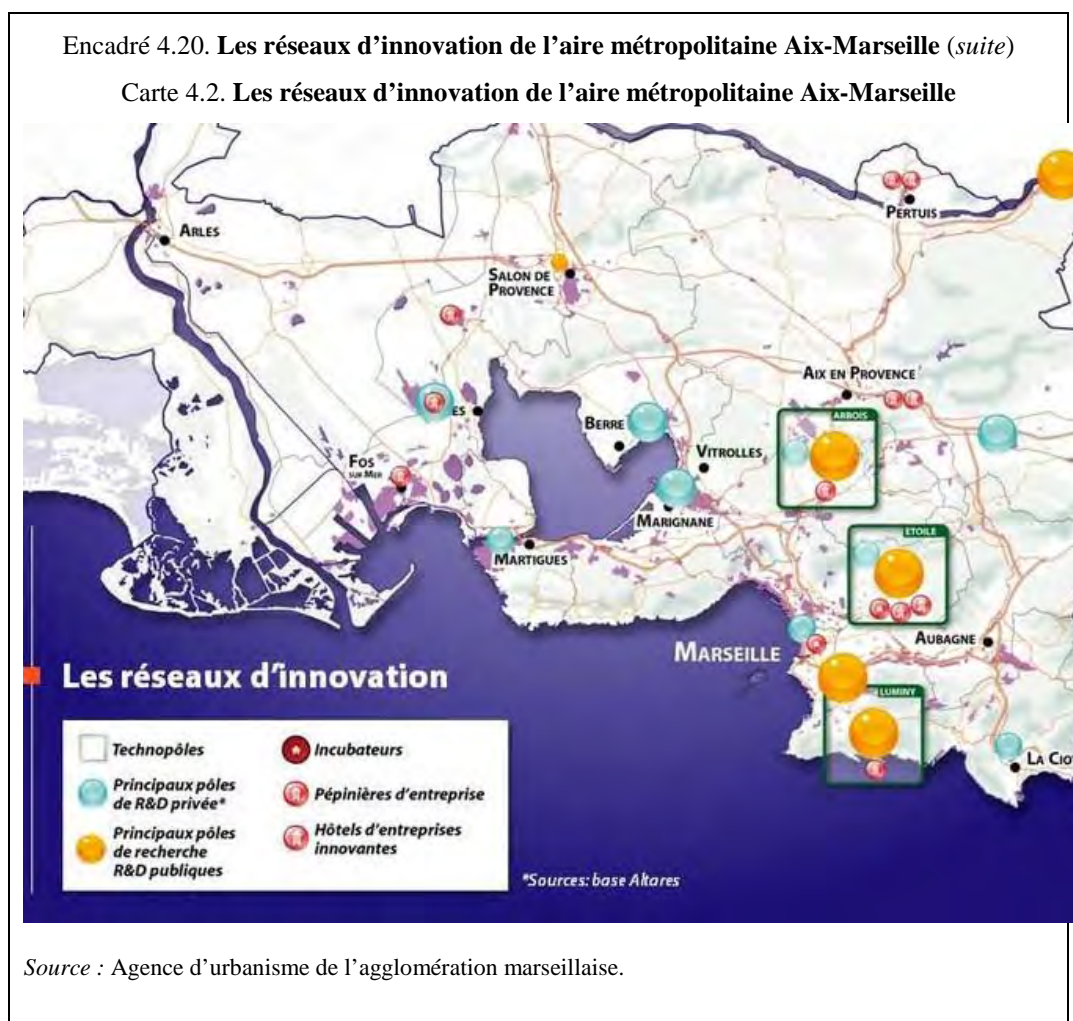 Encadré 4.20. Les réseaux d’innovation de l’aire métropolitaine Aix-Marseille (suite)
Carte 4.2. Les réseaux d’innovation de l’aire métropolitaine Aix-Marseille
PERTUIS
ARLES
SALON DE
PROVENCE
AIX EN PROVENCE
ARBOIS
BERRE
VITROLLES
FOS
SUR MER
MARIGNANE
MARTIGUES
ETOILE
AUBAGNE
MARSEILLE
LUMINY
LA CIOT
Les réseaux d'innovation
Technopôles
Principaux pôles
de R&D privée*
Principaux pôles
de recherche
R&D publiques
Incubateurs
Pépinières d'entreprise
Hôtels d'entreprises
innovantes
*Sources: base Altares
Source : Agence d’urbanisme de l’agglomération marseillaise.